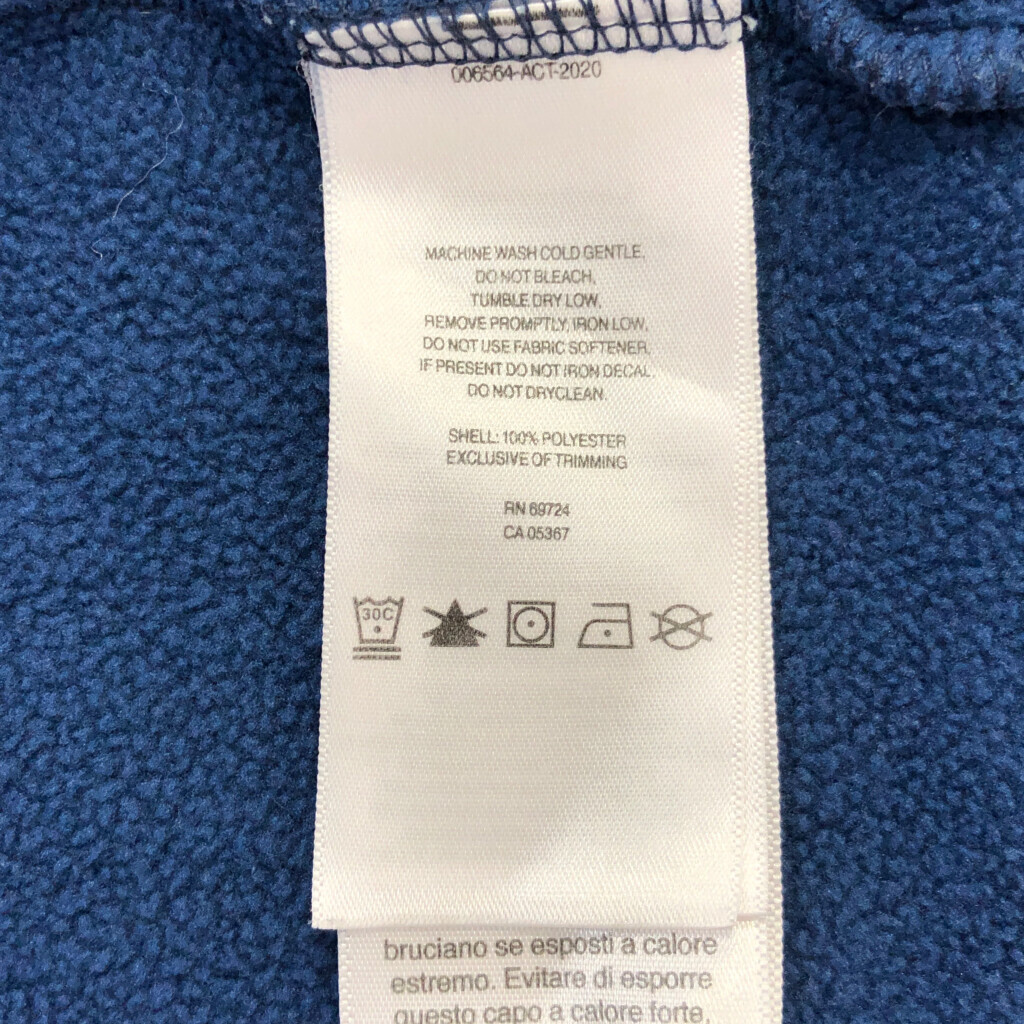 006564-ACT-2020
MACHINE WASH COLD GENTLE,
DO NOT BLEACH,
TUMBLE DRY LOW,
REMOVE PROMPTLY, IRON LOW,
DO NOT USE FABRIC SOFTENER,
IF PRESENT DO NOT IRON DECAL,
DO NOT DRYCLEAN.
SHELL: 100% POLYESTER
EXCLUSIVE OF TRIMMING
RN 69724
CA 05367
30C
bruciano se esposti a calore
estremo. Evitare di esporre
questo capo a calore forte,